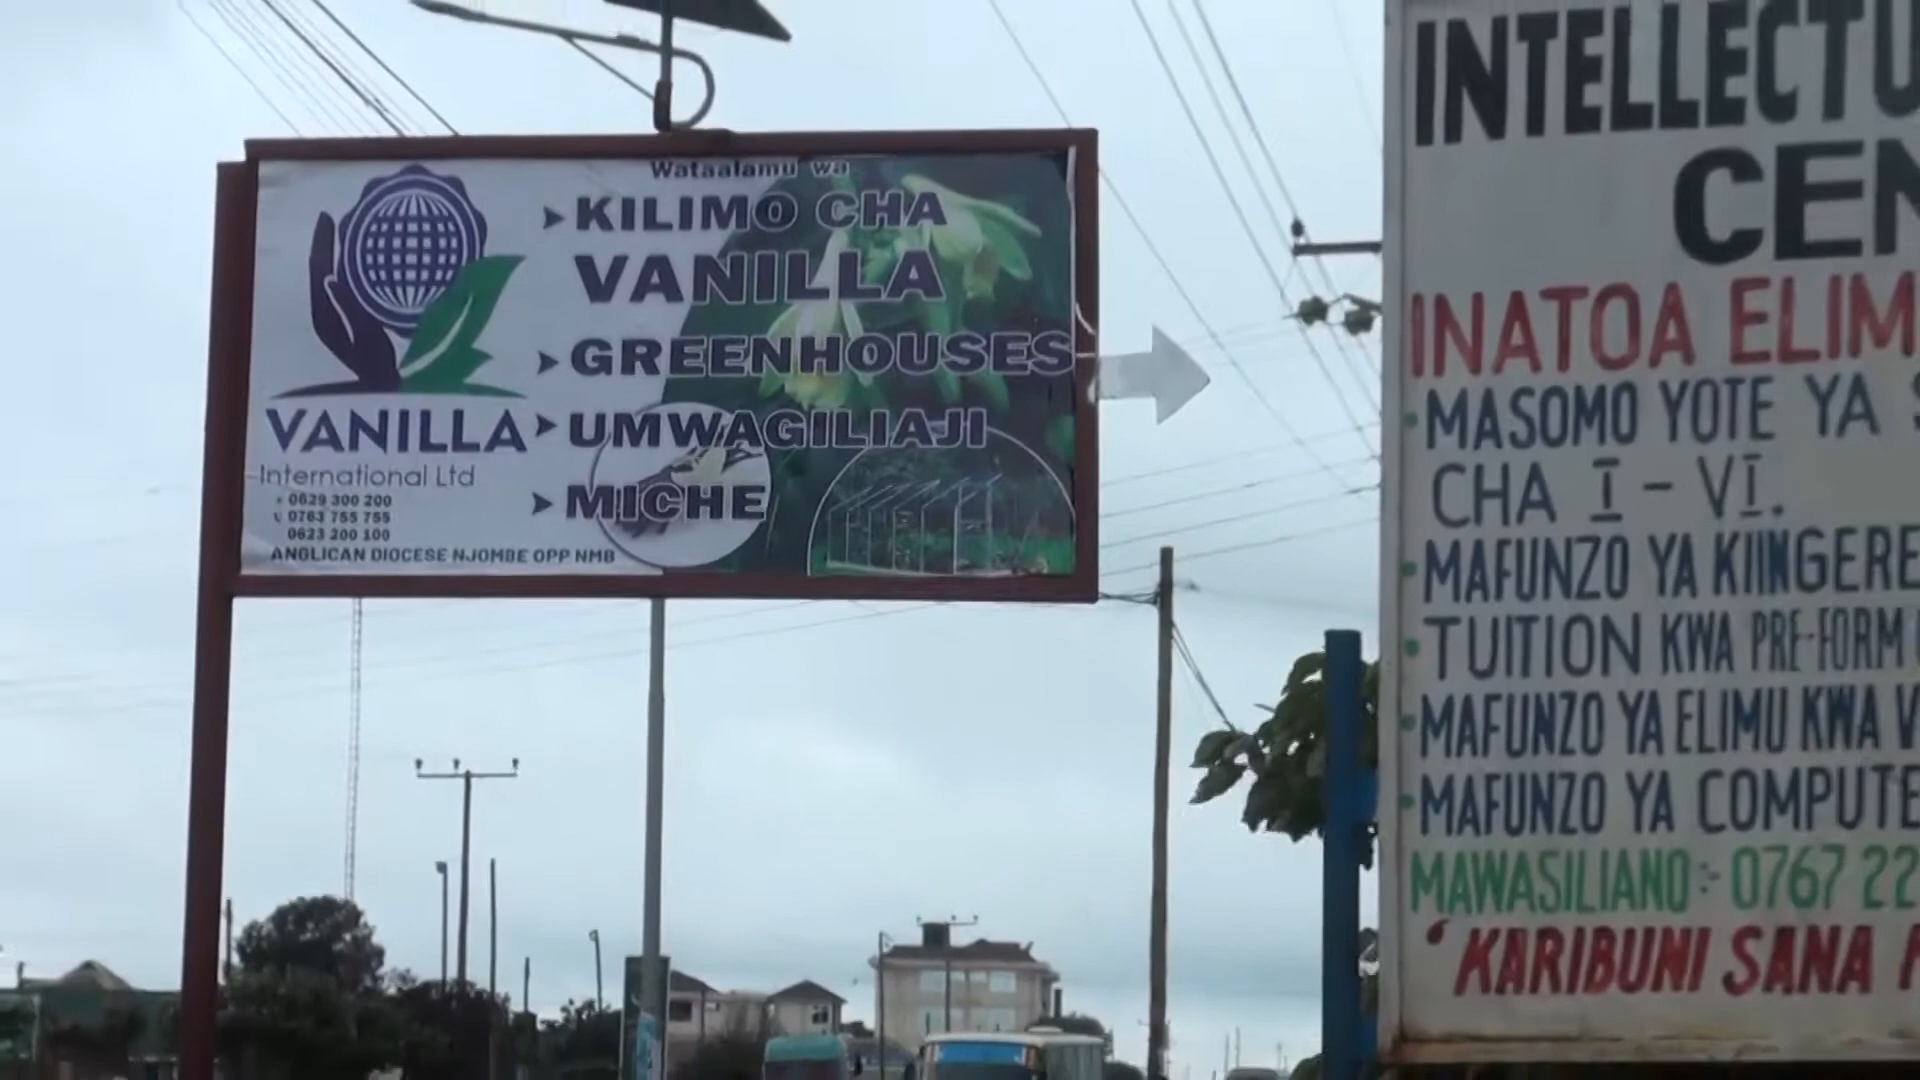 Wataalamu wa
KILIMO CHA
VANILLA
GREENHOUSES
UMWAGILIAJI
MICHE
VANILLA
International Ltd
0629 300 200
0763 755 755
0623 200 100
ANGLICAN DIOCESE NJOMBE OPP NMB
INTELLECTU
CEN
INATOA ELIM
MASOMO YOTE YA S
CHA I - VI.
MAFUNZO YA KIINGERE
TUITION KWA PRE-FORM
MAFUNZO YA ELIMU KWA V
MAFUNZO YA COMPUTE
MAWASILIANO:- 0767 22
'KARIBUNI SANA